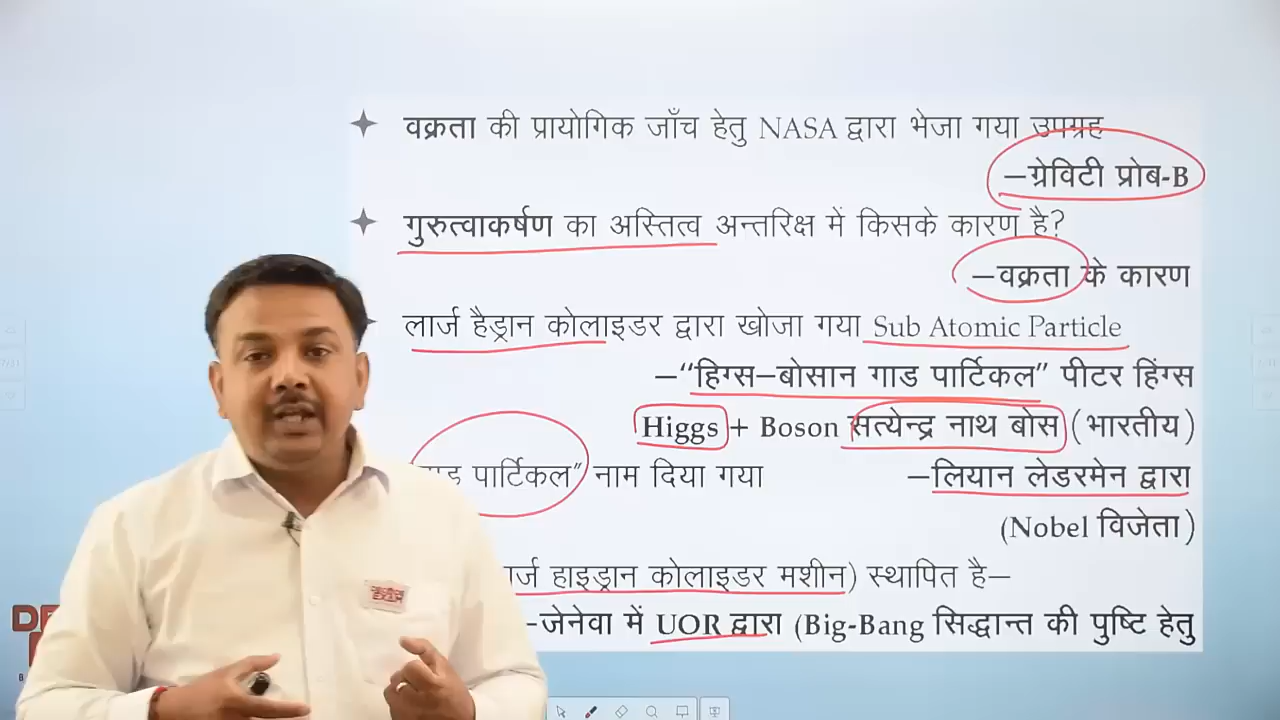 वक्रता की प्रायोगिक जाँच हेतु NASA द्वारा भेजा गया उपग्रह
–ग्रेविटी प्रोब-B
गुरुत्वाकर्षण का अस्तित्व अन्तरिक्ष में किसके कारण है?
–वक्रता के कारण
लार्ज हैड्रान कोलाइडर द्वारा खोजा गया Sub Atomic Particle
–“हिग्स–बोसान गाड पार्टिकल” पीटर हिंग्स
Higgs + Boson सत्येन्द्र नाथ बोस (भारतीय)
पार्टिकल” नाम दिया गया –लियान लेडरमेन द्वारा
(Nobel विजेता)
हाइड्रान कोलाइडर मशीन) स्थापित है–
-जेनेवा में UOR द्वारा (Big-Bang सिद्धान्त की पुष्टि हेतु